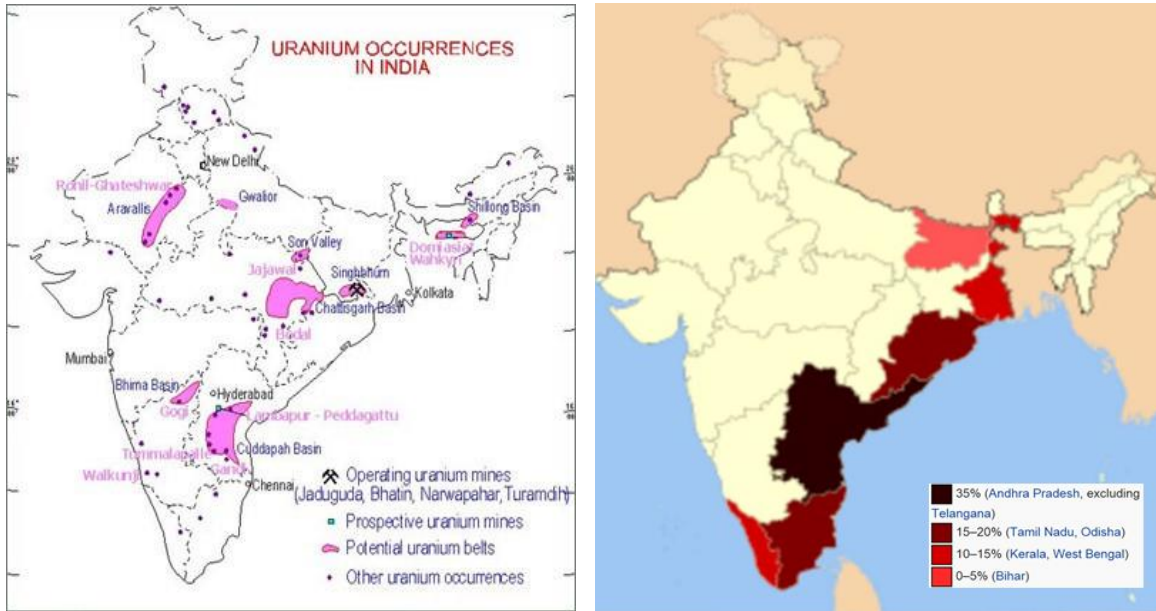 URANIUM OCCURRENCES
IN INDIA
New Delhi
Rohil-Ghateshwar
Aravallis
Gwalior
Shillong Basin
Domiasiat
Wahkyn
Son Valley
Jajawal
Singhbhum
Kolkata
Chattisgarh Basin
Bodal
Mumbai
Bhima Basin
Gogi
Hyderabad
Lambapur - Peddagattu
Tommalapalle
Cuddapah Basin
Gandi
Walkunji
Chennai
Operating uranium mines
(Jaduguda, Bhatin, Narwapahar, Turamdih)
Prospective uranium mines
Potential uranium belts
Other uranium occurrences
35% (Andhra Pradesh, excluding
Telangana)
15–20% (Tamil Nadu, Odisha)
10–15% (Kerala, West Bengal)
0–5% (Bihar)